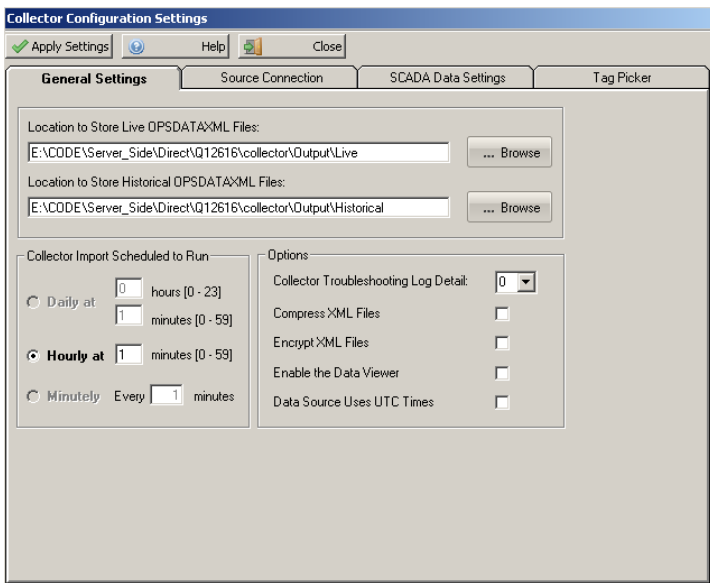 Collector Configuration Settings
Apply Settings Help Close
General Settings Source Connection SCADA Data Settings Tag Picker
Location to Store Live OPSDATAXML Files:
E:\CODE\Server_Side\Direct\Q12616\collector\Output\Live ... Browse
Location to Store Historical OPSDATAXML Files:
E:\CODE\Server_Side\Direct\Q12616\collector\Output\Historical ... Browse
Collector Import Scheduled to Run
Daily at 0 hours [0 - 23]
1 minutes [0 - 59]
Hourly at 1 minutes [0 - 59]
Minutely Every 1 minutes
Options
Collector Troubleshooting Log Detail: 0
Compress XML Files
Encrypt XML Files
Enable the Data Viewer
Data Source Uses UTC Times